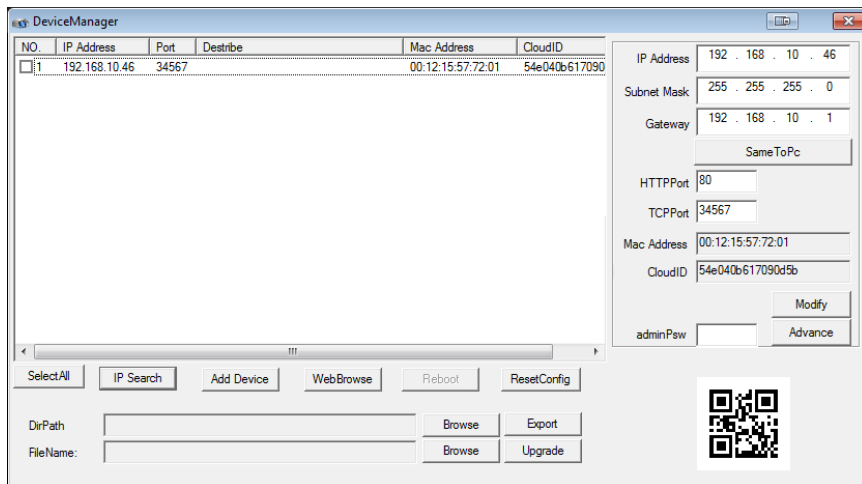 DeviceManager
NO. IP Address Port Destribe Mac Address CloudID
1 192.168.10.46 34567 00:12:15:57:72:01 54e040b617090
IP Address 192 . 168 . 10 . 46
Subnet Mask 255 . 255 . 255 . 0
Gateway 192 . 168 . 10 . 1
SameToPc
HTTPPort 80
TCPPort 34567
Mac Address 00:12:15:57:72:01
CloudID 54e040b617090d5b
Modify
adminPsw Advance
SelectAll IP Search Add Device WebBrowse Reboot ResetConfig
DirPath Browse Export
FileName: Browse Upgrade